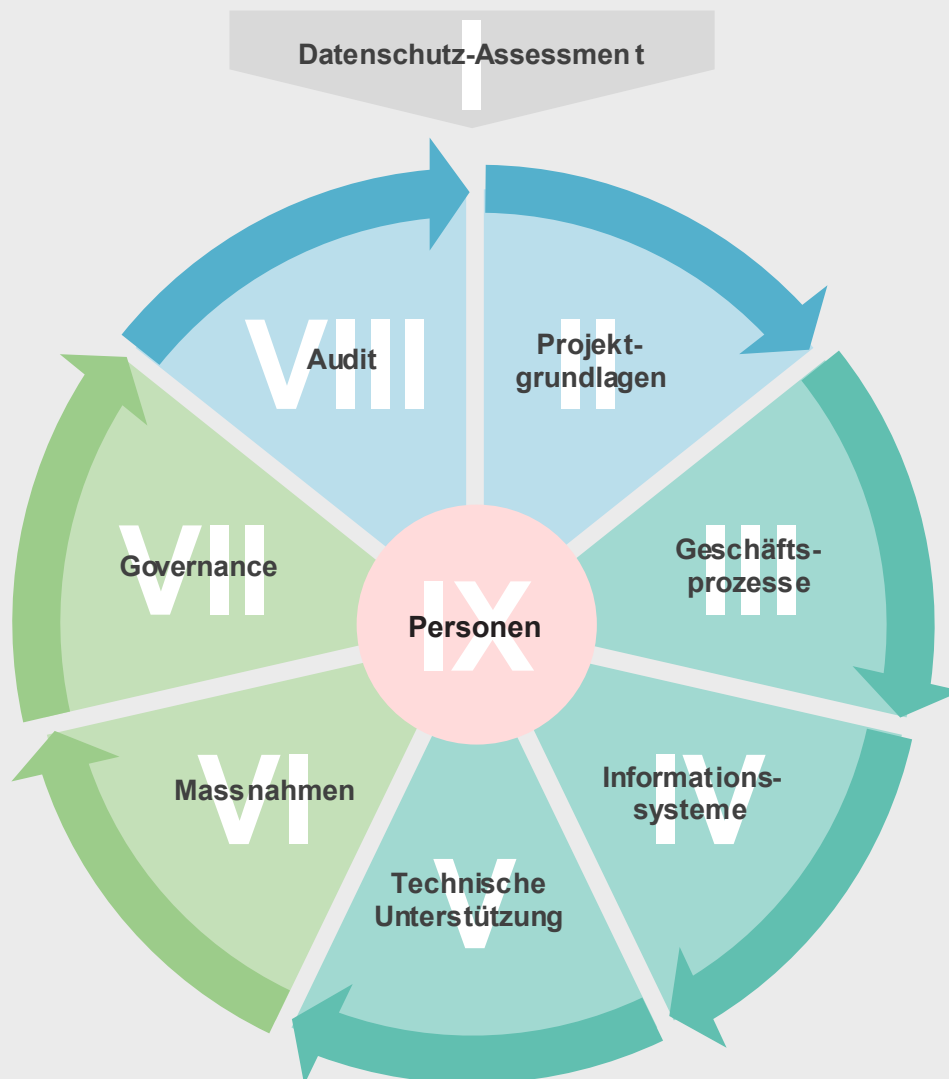 Datenschutz-Assessment
I
VIII
Audit
II
Projekt-
grundlagen
VII
Governance
III
Geschäfts-
prozesse
IX
Personen
VI
Massnahmen
IV
Informations-
systeme
V
Technische
Unterstützung